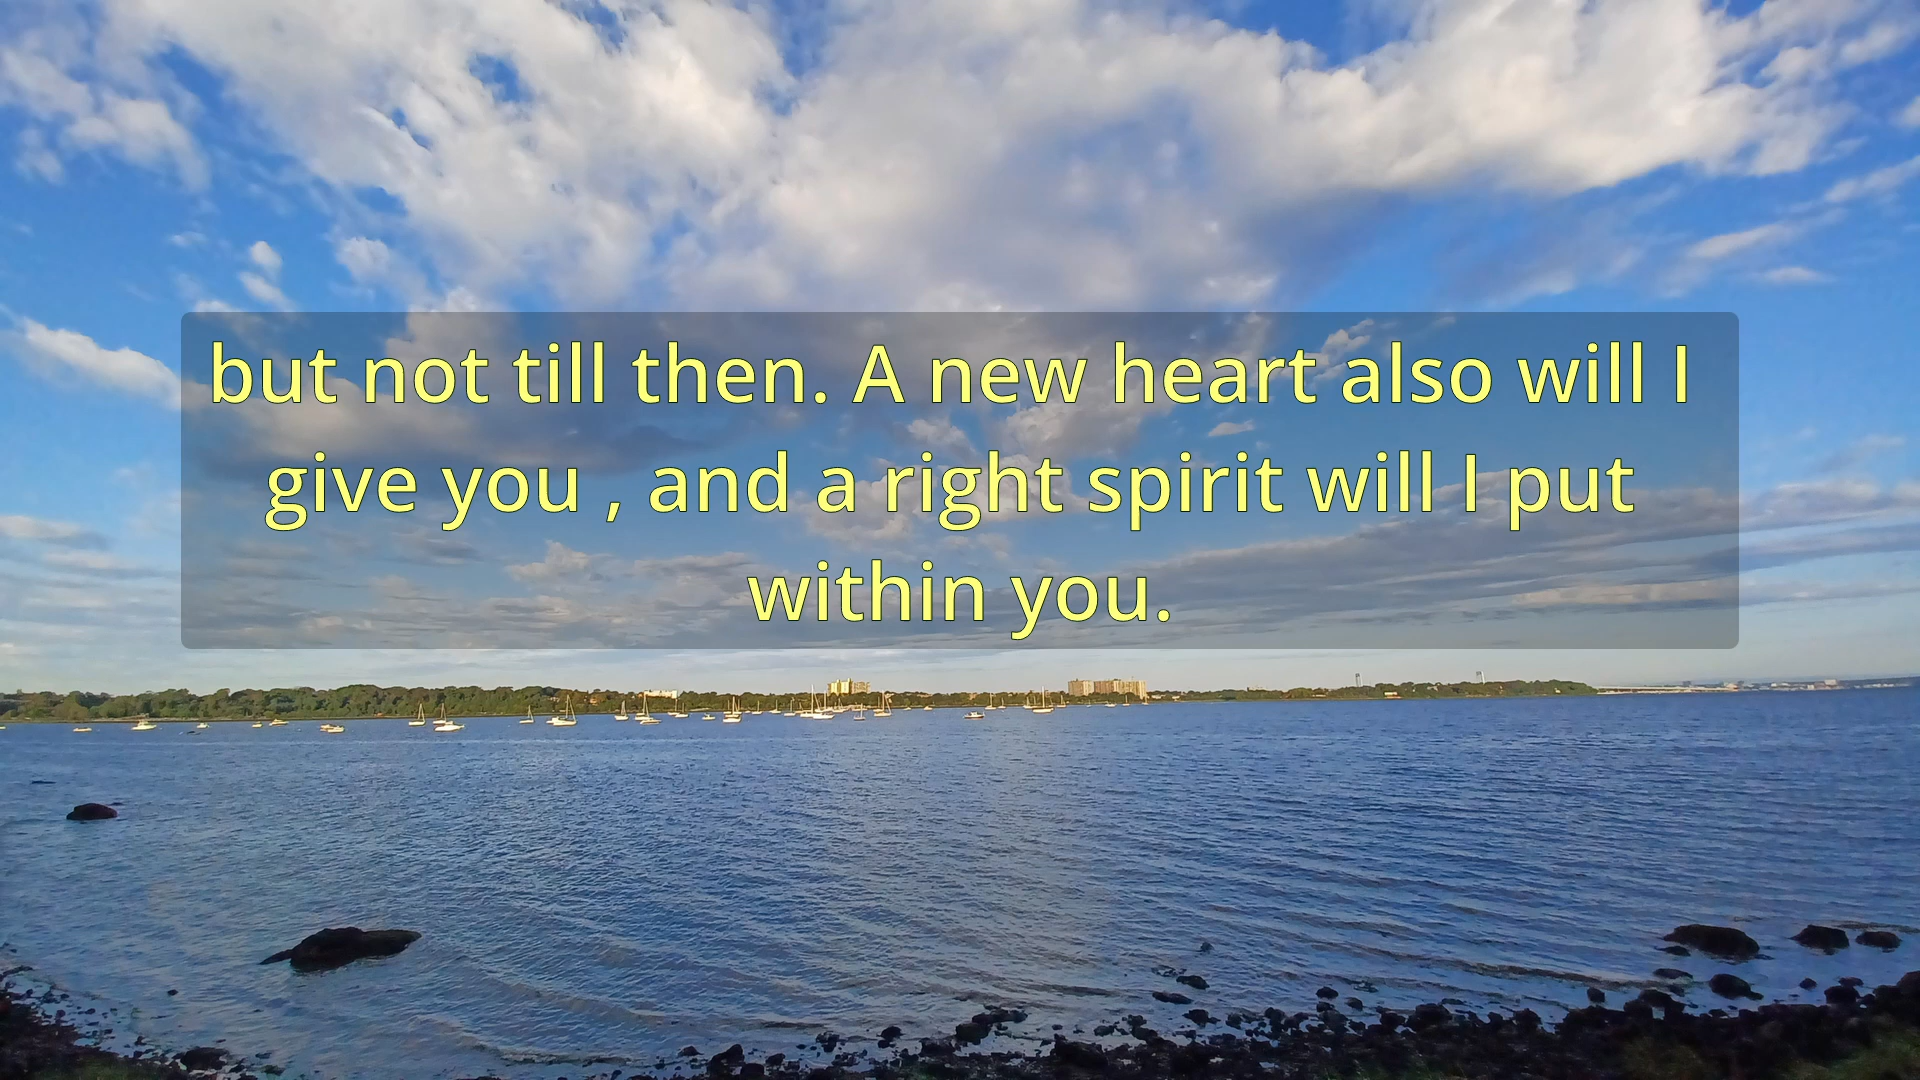 but not till then. A new heart also will I
give you , and a right spirit will I put
within you.